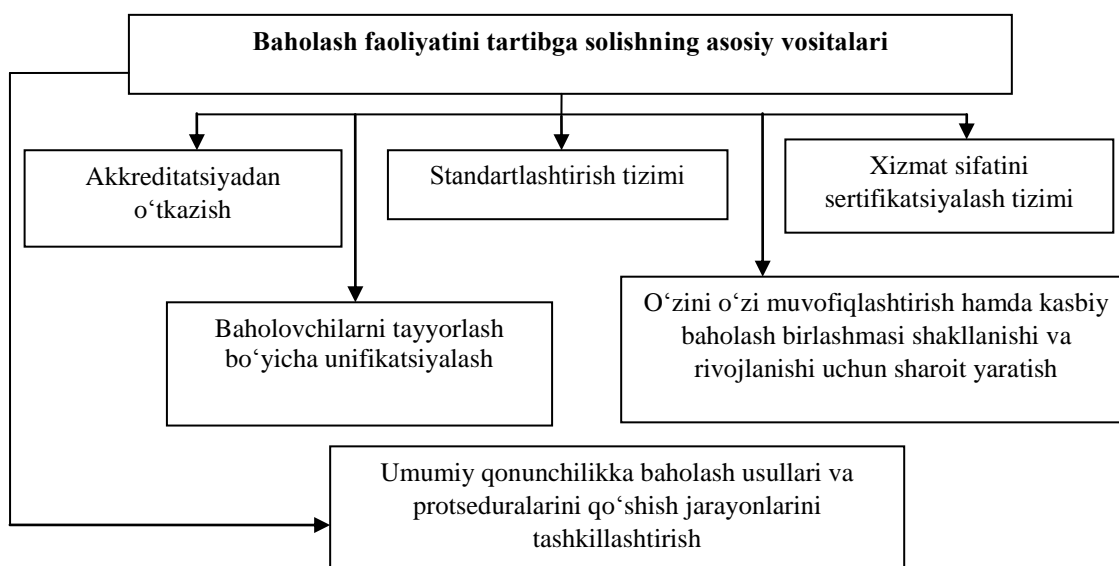 Baholash faoliyatini tartibga solishning asosiy vositalari
Akkreditatsiyadan
o‘tkazish
Standartlashtirish tizimi
Xizmat sifatini
sertifikatsiyalash tizimi
Baholovchilarni tayyorlash
bo‘yicha unifikatsiyalash
O‘zini o‘zi muvofiqlashtirish hamda kasbiy
baholash birlashmasi shakllanishi va
rivojlanishi uchun sharoit yaratish
Umumiy qonunchilikka baholash usullari va
protseduralarini qo‘shish jarayonlarini
tashkillashtirish